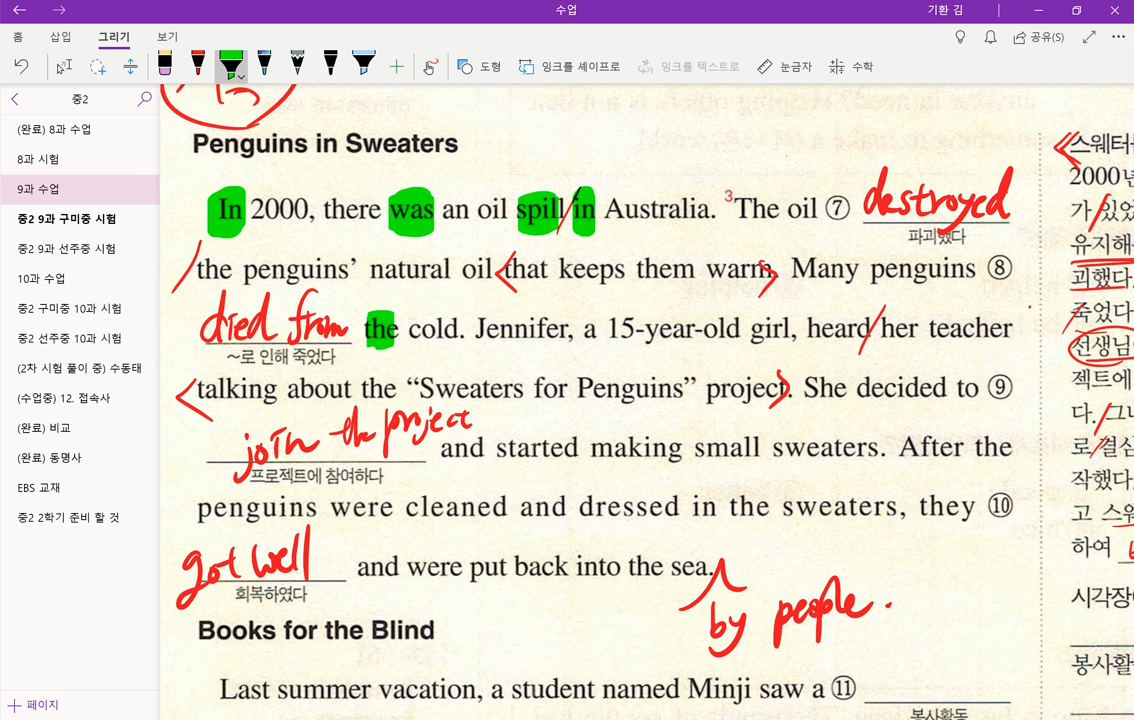 수업
기환 김
홈 삽입 그리기 보기
공유(S)
도형 잉크를 셰이프로 잉크를 텍스트로 눈금자 수학
중2
(완료) 8과 수업
8과 시험
9과 수업
중2 9과 구미중 시험
중2 9과 선주중 시험
10과 수업
중2 구미중 10과 시험
중2 선주중 10과 시험
(2차 시험 풀이 중) 수동태
(수업중) 12. 접속사
(완료) 비교
(완료) 동명사
EBS 교재
중2 2학기 준비 할 것
페이지
Penguins in Sweaters
In 2000, there was an oil spill in Australia. 3The oil ⑦ destroyed
파괴했다
the penguins’ natural oil that keeps them warm. Many penguins ⑧
died from the cold. Jennifer, a 15-year-old girl, heard her teacher
~로 인해 죽었다
talking about the “Sweaters for Penguins” project. She decided to ⑨
join the project and started making small sweaters. After the
프로젝트에 참여하다
penguins were cleaned and dressed in the sweaters, they ⑩
got well and were put back into the sea.
회복하였다
by people.
Books for the Blind
Last summer vacation, a student named Minji saw a ⑪
봉사활동
스웨터
2000년
가 있었
유지해
괴했다
죽었다
선생님
젝트에
다. 그녀
로 결심
작했다
고 스웨
하여
시각장
봉사활